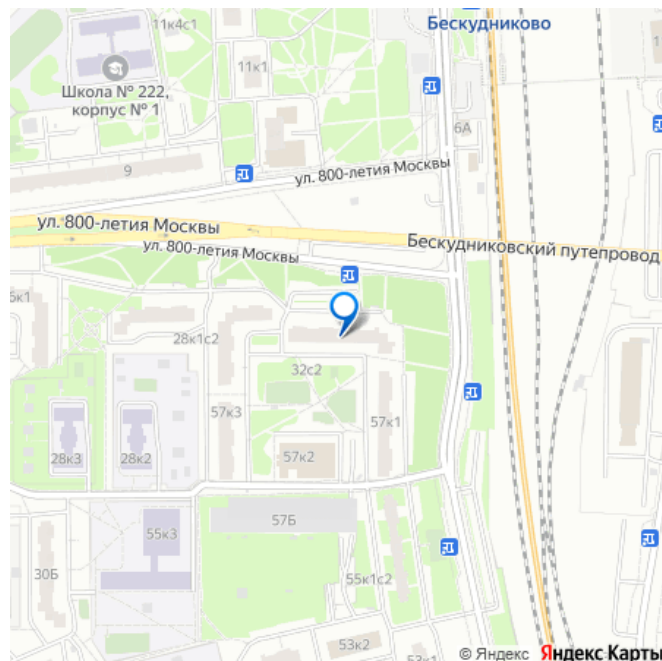 11к4с1
Бескудниково
11к1
Школа № 222,
корпус № 1
6А
9
ул. 800-летия Москвы
ул. 800-летия Москвы
Бескудниковский путепровод
ул. 800-летия Москвы
28к1с2
32с2
57к3
57к1
28к3
28к2
57к2
57Б
55к3
30Б
55к1с2
53к2
© Яндекс Яндекс Карты